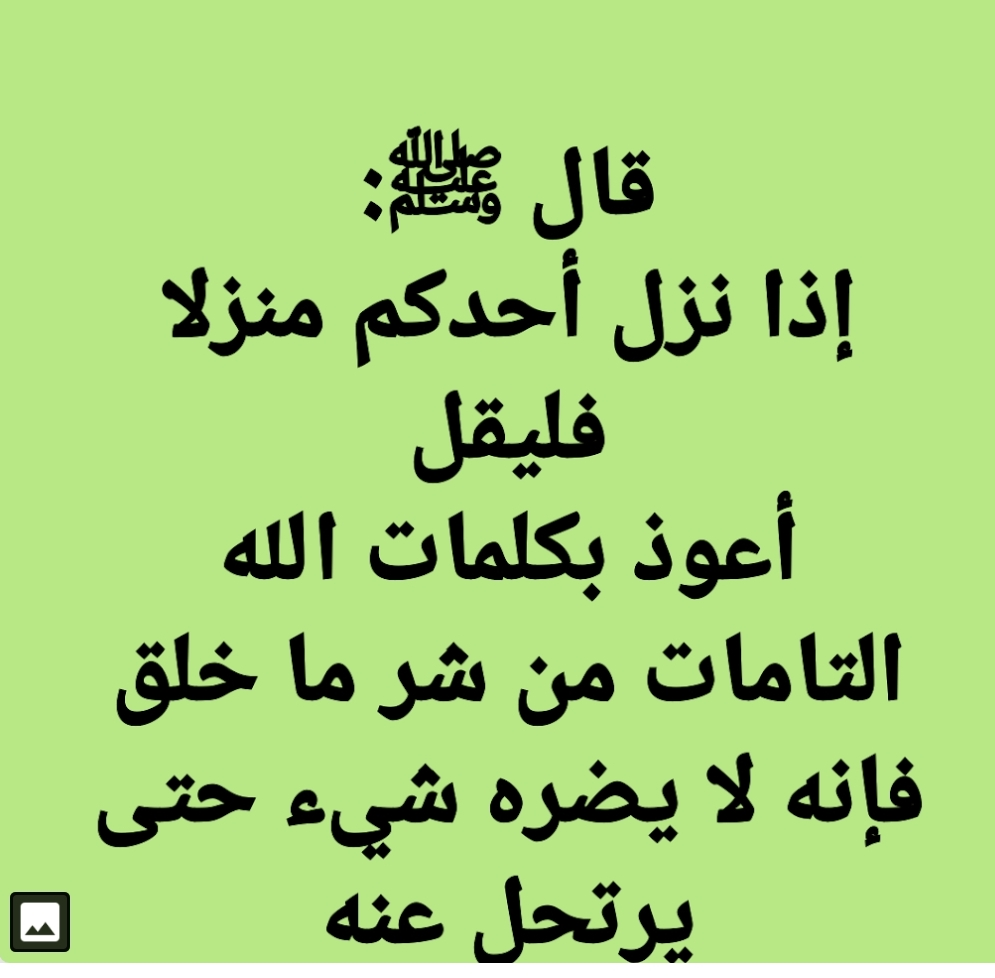 قال ﷺ:
إذا نزل أحدكم منزلا
فليقل
أعوذ بكلمات الله
التامات من شر ما خلق
فإنه لا يضره شيء حتى
يرتحل عنه